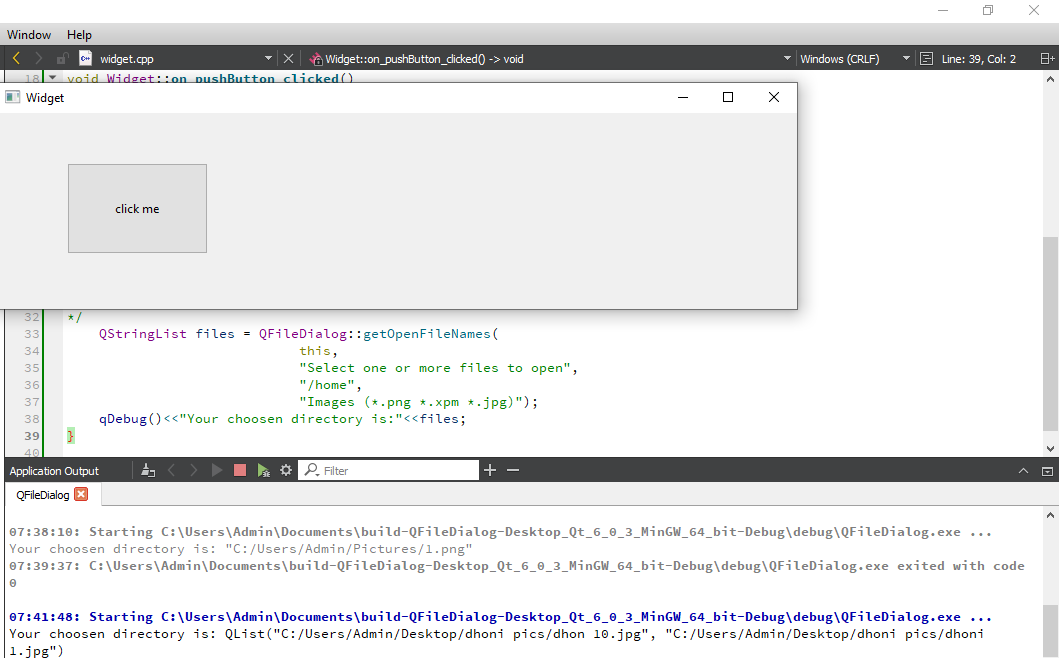 Window Help
widget.cpp Widget::on_pushButton_clicked() -> void Windows (CRLF) Line: 39, Col: 2
18 void Widget::on_pushButton_clicked()
Widget
click me
32 */
33 QStringList files = QFileDialog::getOpenFileNames(
34 this,
35 "Select one or more files to open",
36 "/home",
37 "Images (*.png *.xpm *.jpg)");
38 qDebug()<<"Your choosen directory is:"<<files;
39 }
40
Application Output Filter
QFileDialog
07:38:10: Starting C:\Users\Admin\Documents\build-QFileDialog-Desktop_Qt_6_0_3_MinGW_64_bit-Debug\debug\QFileDialog.exe ...
Your choosen directory is: "C:/Users/Admin/Pictures/1.png"
07:39:37: C:\Users\Admin\Documents\build-QFileDialog-Desktop_Qt_6_0_3_MinGW_64_bit-Debug\debug\QFileDialog.exe exited with code
0
07:41:48: Starting C:\Users\Admin\Documents\build-QFileDialog-Desktop_Qt_6_0_3_MinGW_64_bit-Debug\debug\QFileDialog.exe ...
Your choosen directory is: QList("C:/Users/Admin/Desktop/dhoni pics/dhon 10.jpg", "C:/Users/Admin/Desktop/dhoni pics/dhoni
1.jpg")